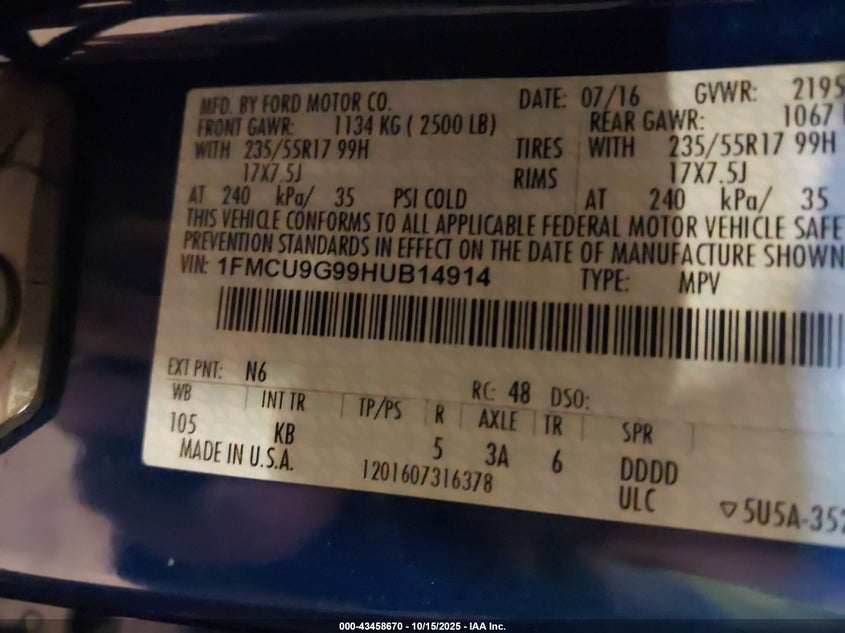 MFD. BY FORD MOTOR CO. DATE: 07/16 GVWR: 2195
FRONT GAWR: 1134 KG ( 2500 LB) REAR GAWR: 1067
WITH 235/55R17 99H TIRES WITH 235/55R17 99H
17X7.5J RIMS 17X7.5J
AT 240 kPa/ 35 PSI COLD AT 240 kPa/ 35
THIS VEHICLE CONFORMS TO ALL APPLICABLE FEDERAL MOTOR VEHICLE SAFE
PREVENTION STANDARDS IN EFFECT ON THE DATE OF MANUFACTURE SHOWN
VIN: 1FMCU9G99HUB14914 TYPE: MPV
EXT PNT: N6 RC: 48 DSO:
WB INT TR TP/PS R AXLE TR SPR
105 KB 5 3A 6 DDDD
MADE IN U.S.A. 1201607316378 ULC ▽5U5A-352
000-43458670 • 10/15/2025 - IAA Inc.